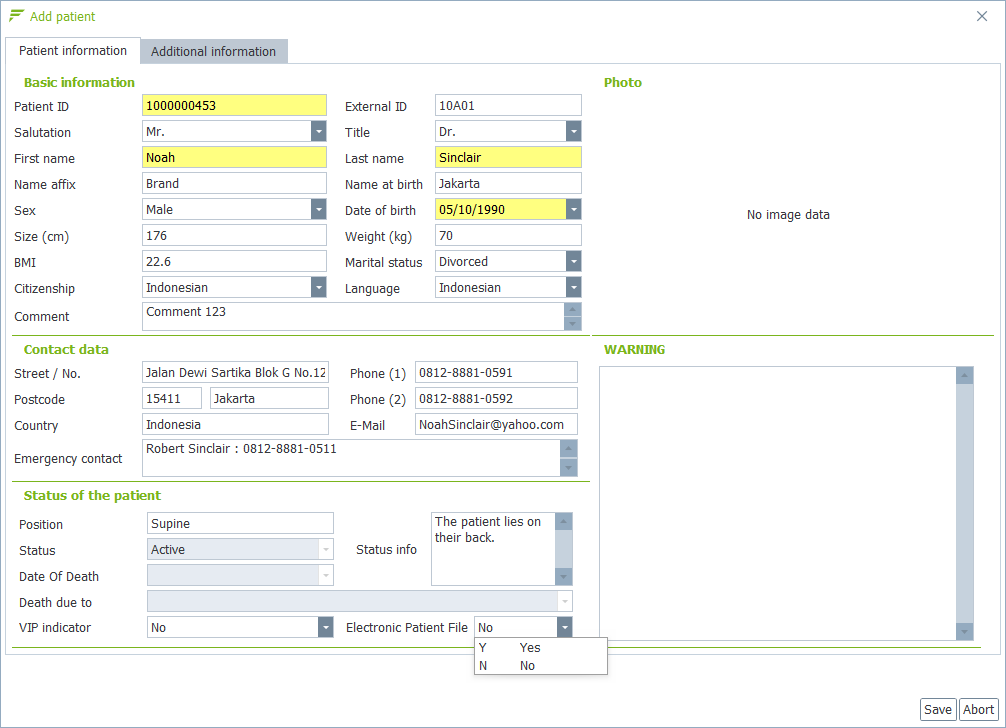 Add patient
Patient information Additional information
Basic information
Photo
Patient ID 1000000453 External ID 10A01
Salutation Mr. Title Dr.
First name Noah Last name Sinclair
Name affix Brand Name at birth Jakarta
Sex Male Date of birth 05/10/1990
No image data
Size (cm) 176 Weight (kg) 70
BMI 22.6 Marital status Divorced
Citizenship Indonesian Language Indonesian
Comment Comment 123
Contact data
WARNING
Street / No. Jalan Dewi Sartika Blok G No.12 Phone (1) 0812-8881-0591
Postcode 15411 Jakarta Phone (2) 0812-8881-0592
Country Indonesia E-Mail NoahSinclair@yahoo.com
Emergency contact Robert Sinclair : 0812-8881-0511
Status of the patient
Position Supine
Status Active Status info The patient lies on
their back.
Date Of Death
Death due to
VIP indicator No Electronic Patient File No
Y Yes
N No
Save Abort